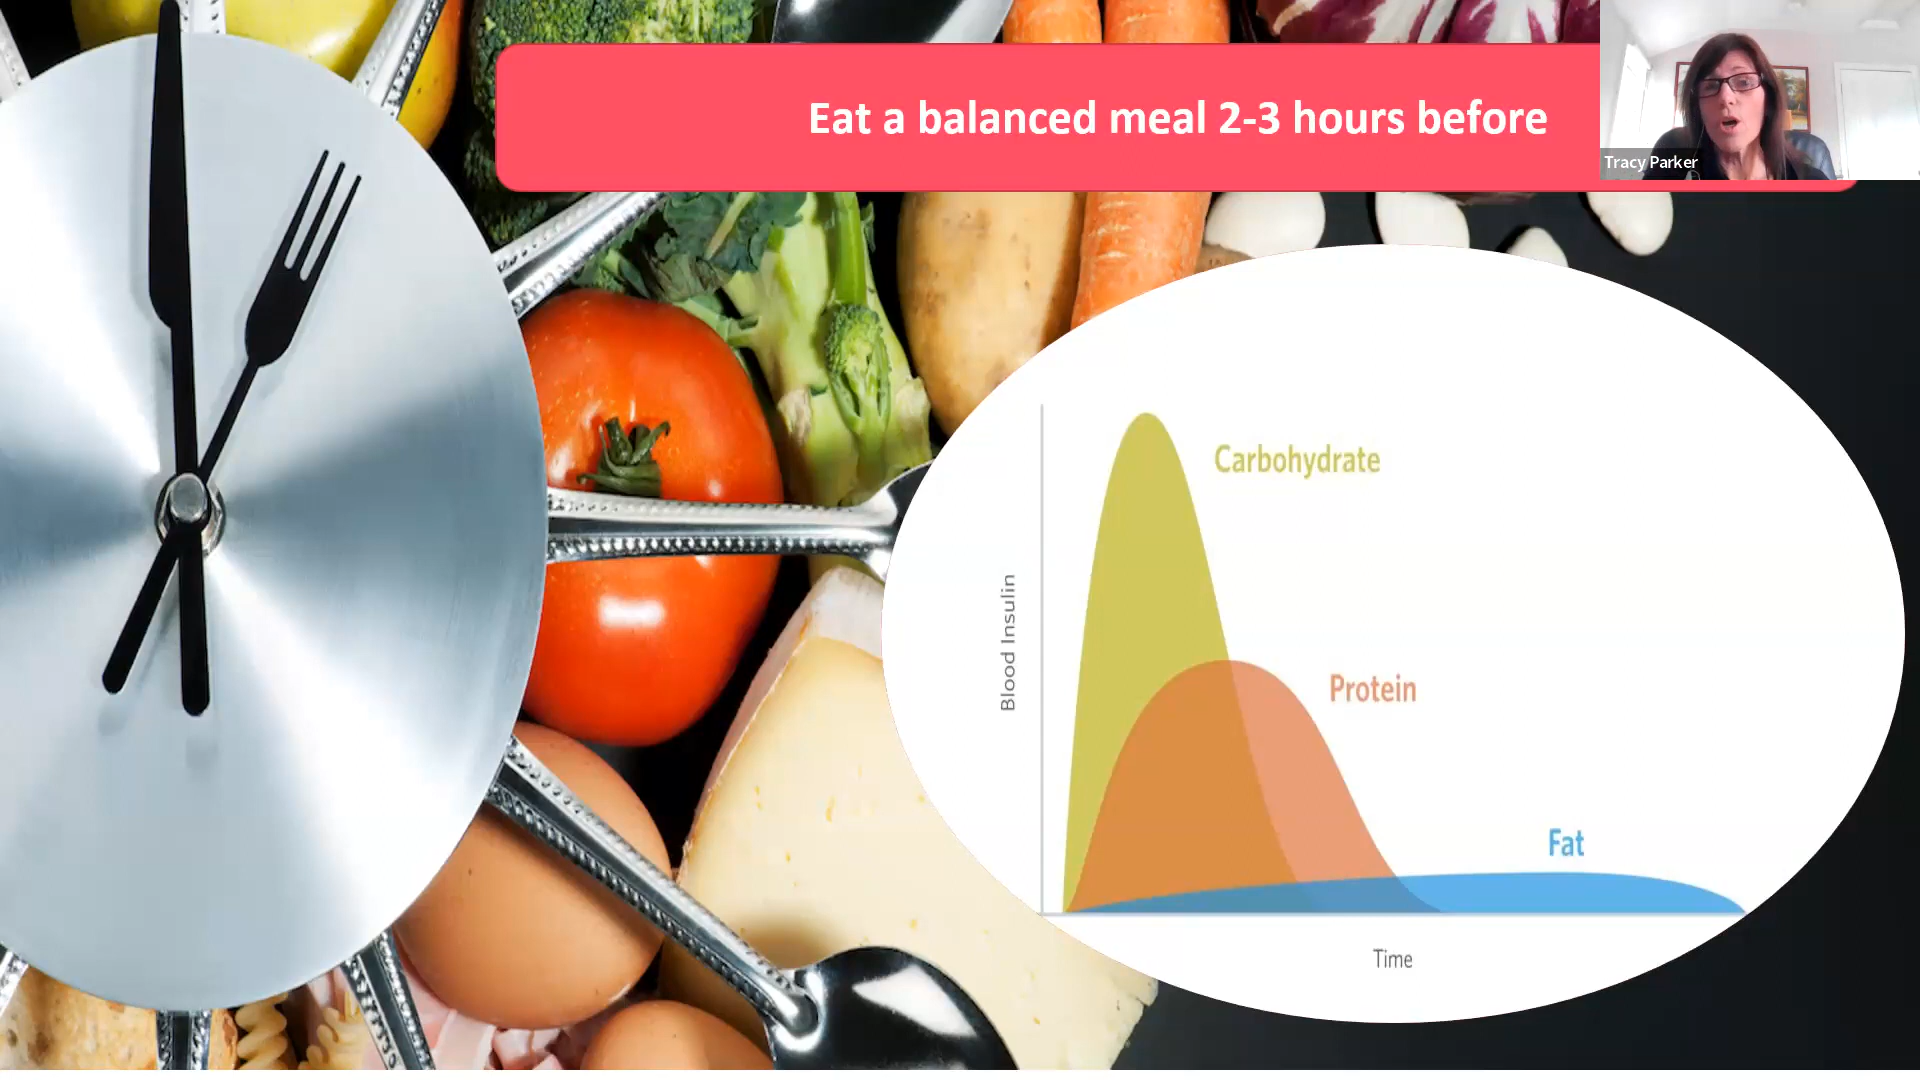 Eat a balanced meal 2-3 hours before
Tracy Parker
Carbohydrate
Blood Insulin
Protein
Fat
Time